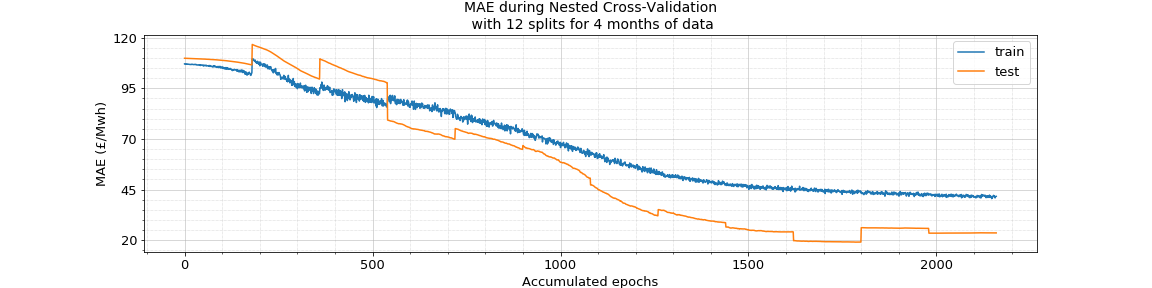 MAE during Nested Cross-Validation
with 12 splits for 4 months of data
120
95
70
45
20
MAE (£/Mwh)
train
test
0
500
1000
1500
2000
Accumulated epochs